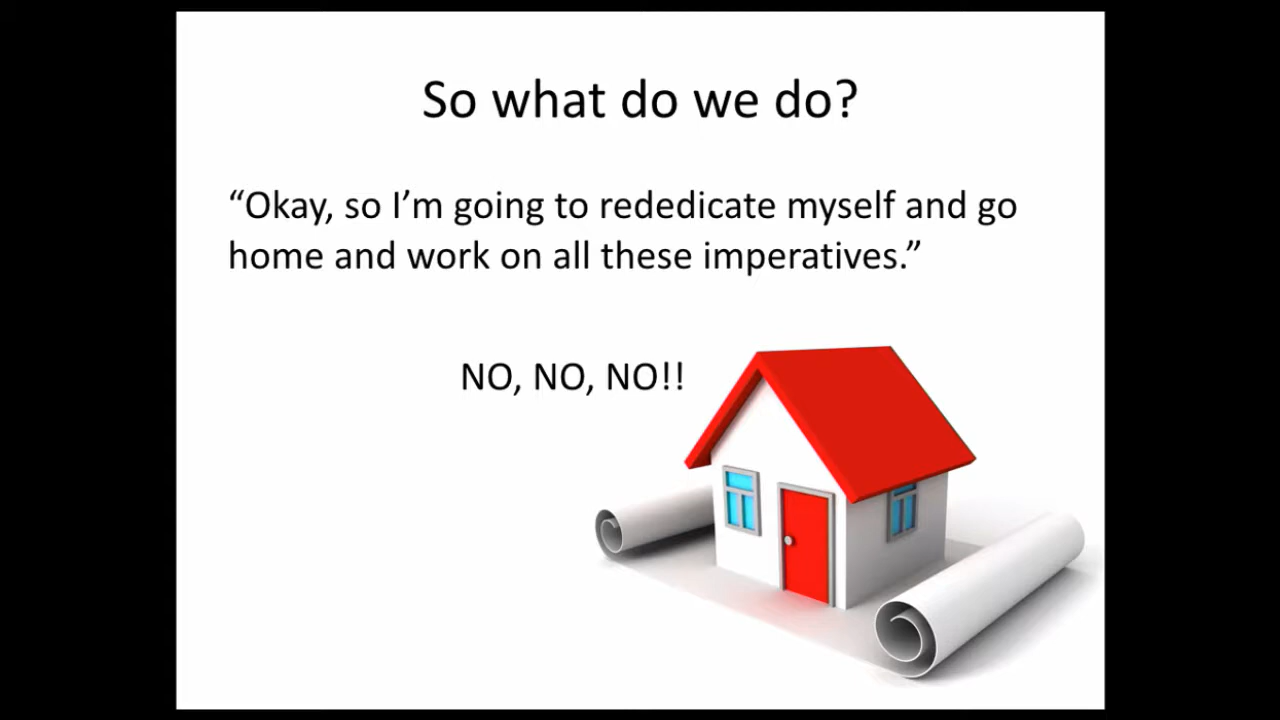 So what do we do?
“Okay, so I’m going to rededicate myself and go
home and work on all these imperatives.”
NO, NO, NO!!